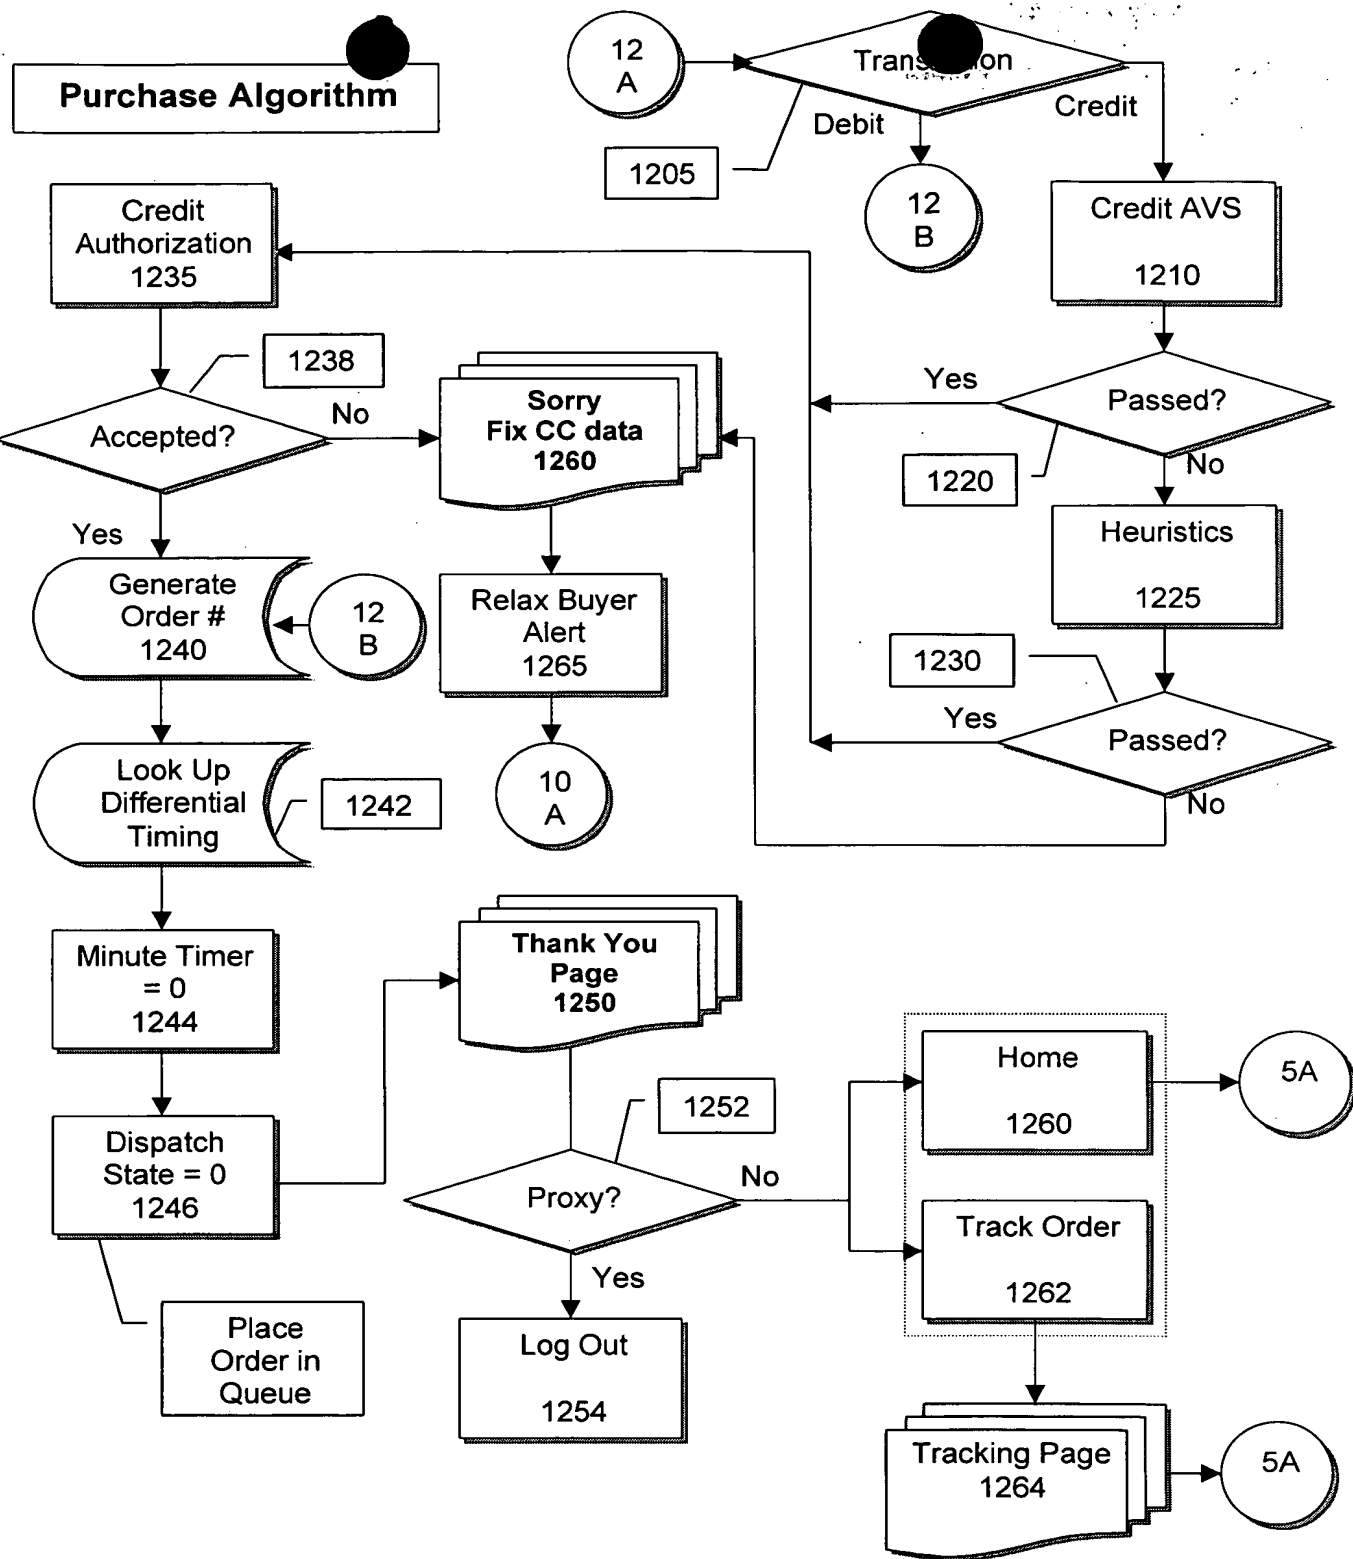 Purchase Algorithm
12
A
Debit
Credit
1205
12
B
Credit AVS
1210
Credit
Authorization
1235
1238
Accepted?
No
Yes
Sorry
Fix CC data
1260
Yes
Passed?
1220
No
Heuristics
1225
1230
Yes
Passed?
No
Generate
Order #
1240
12
B
Relax Buyer
Alert
1265
10
A
Look Up
Differential
Timing
1242
Minute Timer
= 0
1244
Dispatch
State = 0
1246
Place
Order in
Queue
Thank You
Page
1250
1252
Proxy?
No
Yes
Log Out
1254
Home
1260
5A
Track Order
1262
Tracking Page
1264
5A